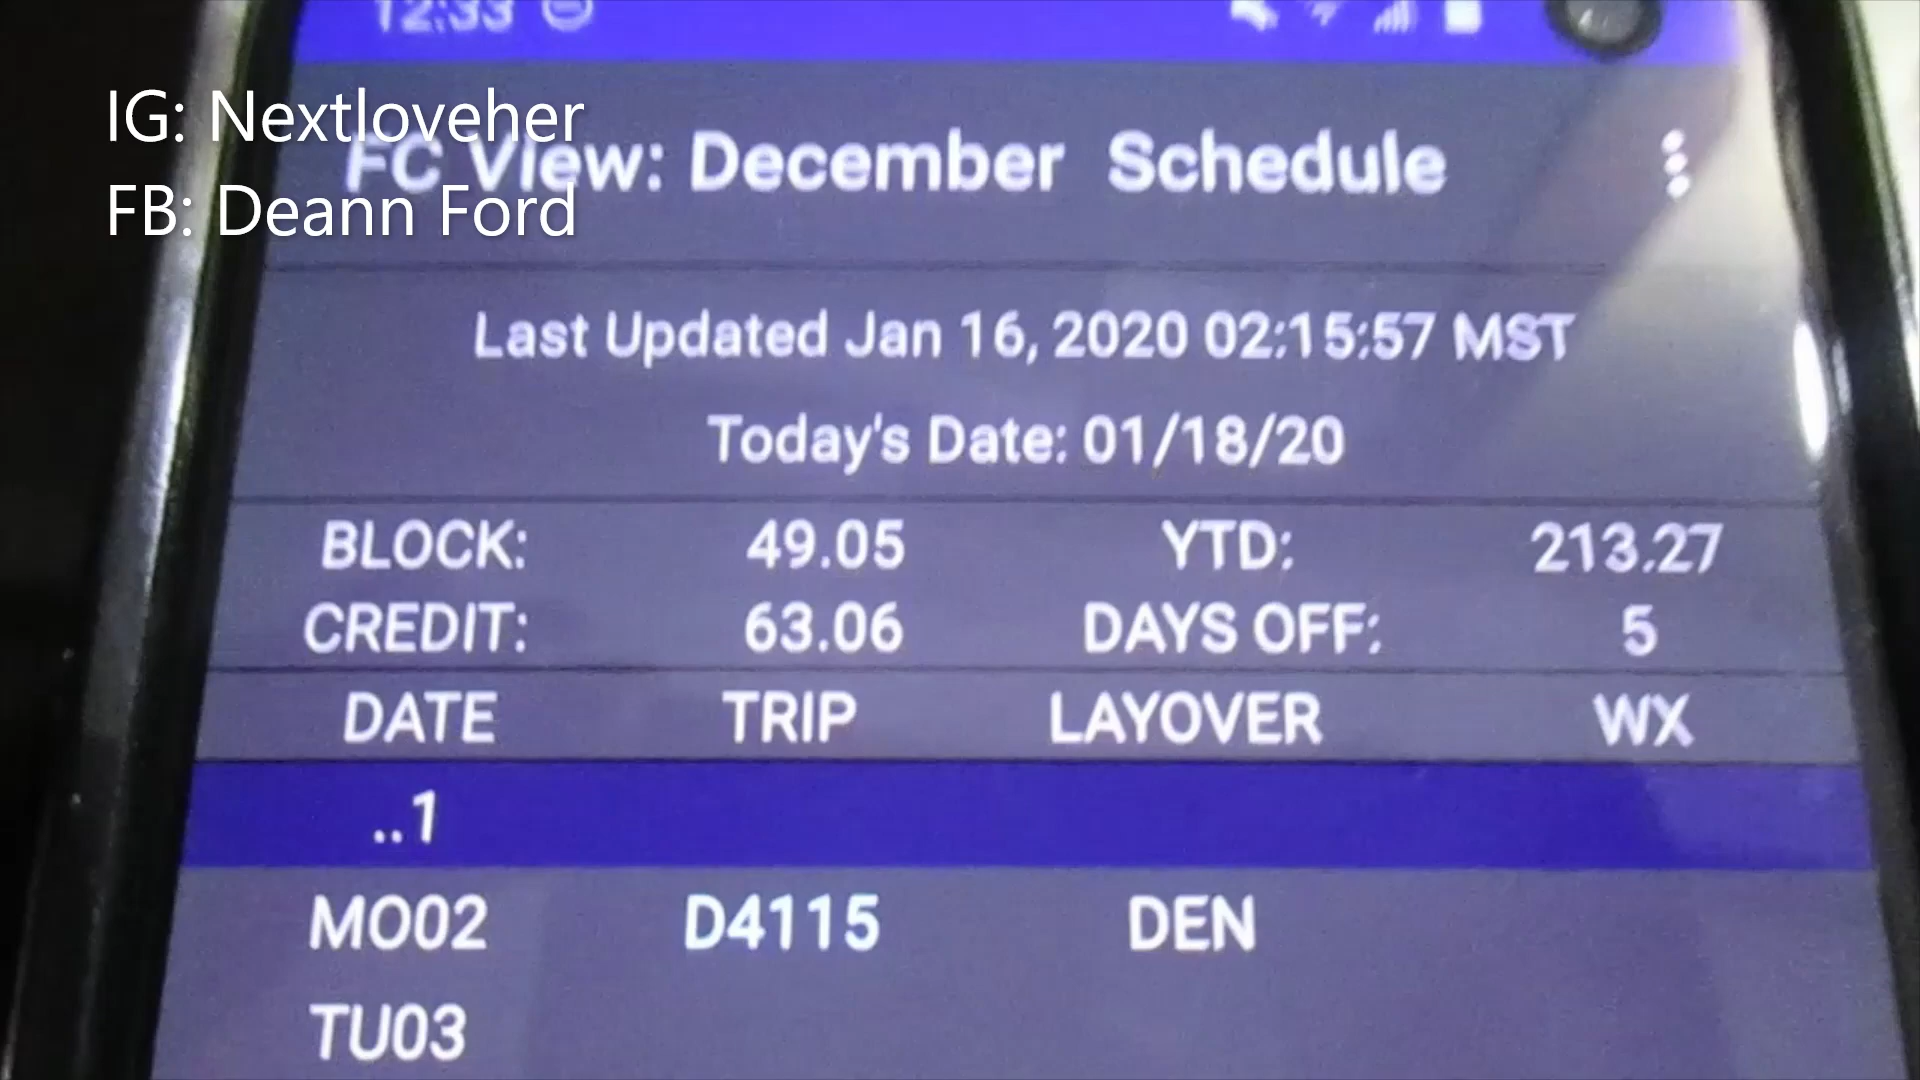 12:33
IG: Nextloveher
FC View: December Schedule
FB: Deann Ford
Last Updated Jan 16, 2020 02:15:57 MST
Today's Date: 01/18/20
BLOCK: 49.05 YTD: 213.27
CREDIT: 63.06 DAYS OFF: 5
DATE TRIP LAYOVER WX
..1
MO02 D4115 DEN
TU03